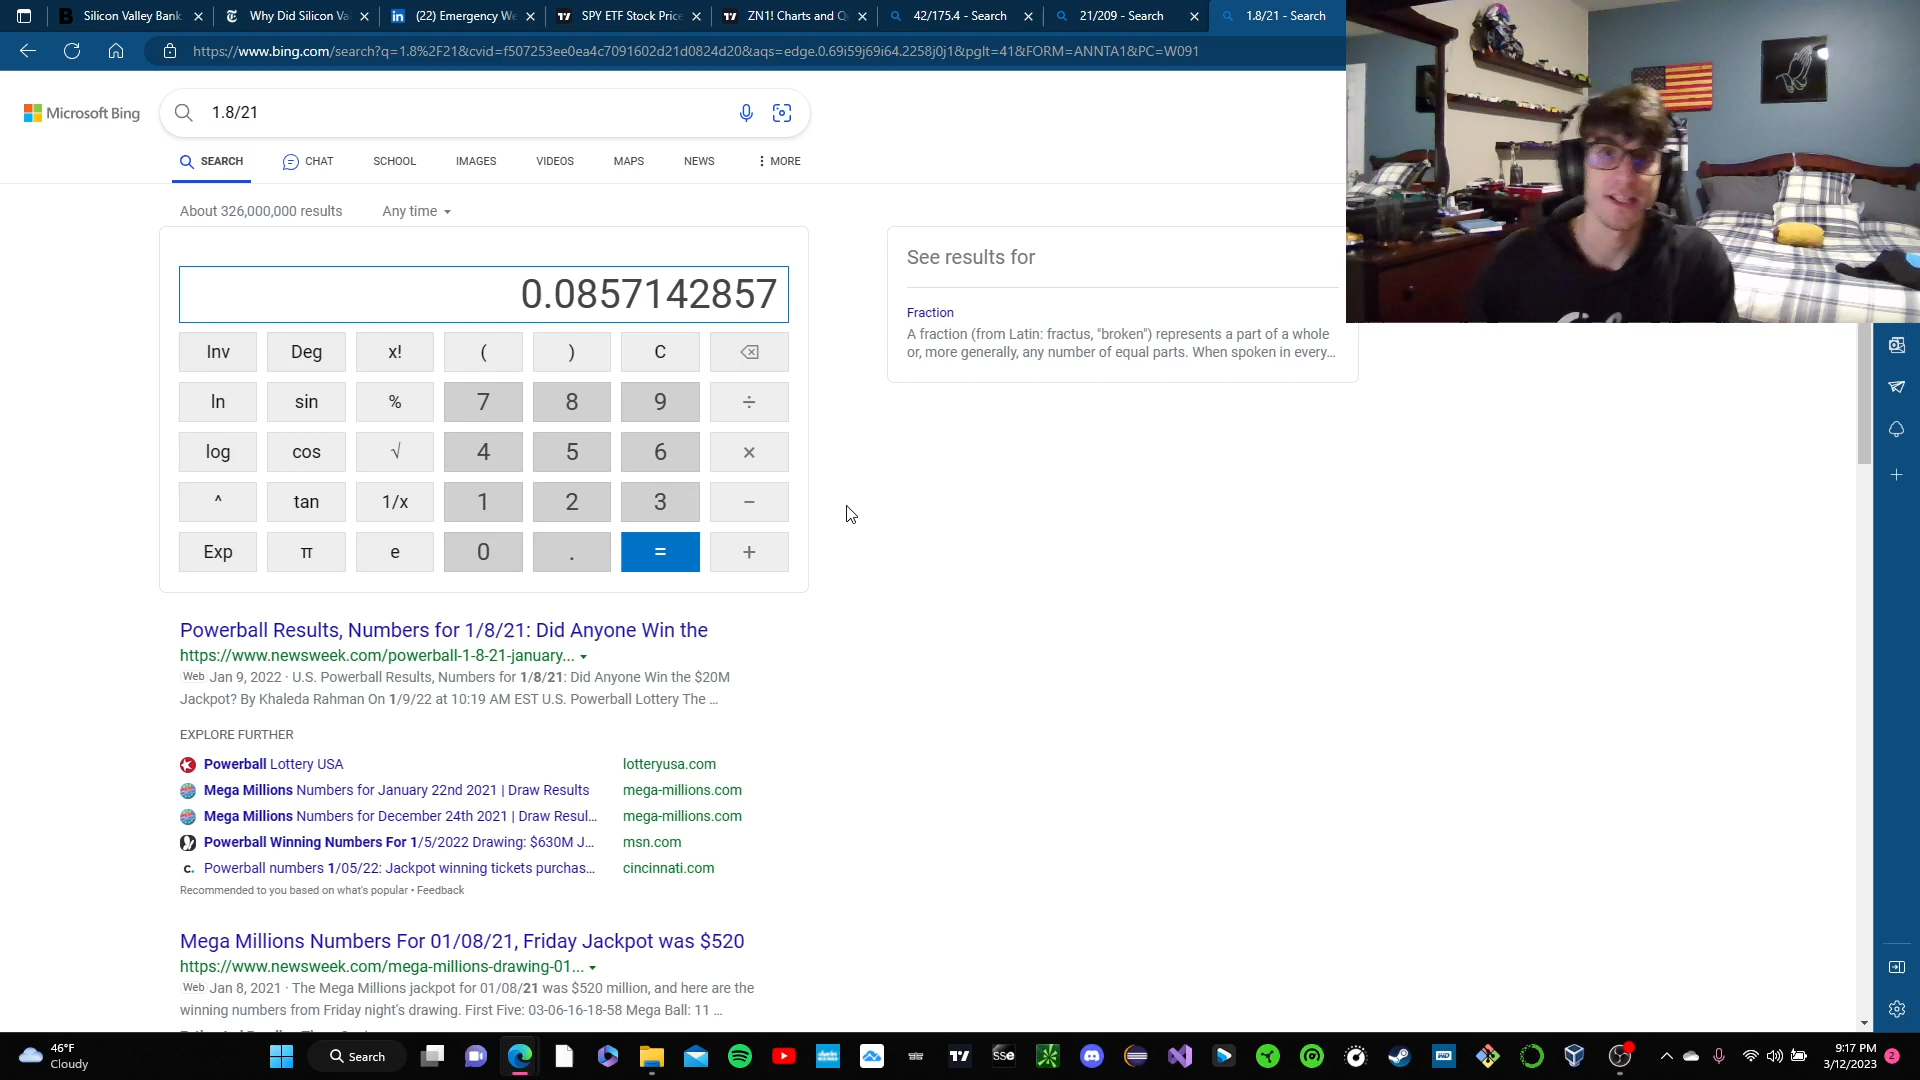 Silicon Valley Bank
Why Did Silicon Va
(22) Emergency We
SPY ETF Stock Price
ZN1! Charts and Q
42/175.4 - Search
21/209 - Search
1.8/21 - Search
https://www.bing.com/search?q=1.8%2F21&cvid=f507253ee0ea4c7091602d21d0824d20&aqs=edge.0.69i59j69i64.2258j0j1&pglt=41&FORM=ANNTA1&PC=W091
Microsoft Bing
1.8/21
SEARCH
CHAT
SCHOOL
IMAGES
VIDEOS
MAPS
NEWS
MORE
About 326,000,000 results
Any time
0.0857142857
Inv Deg x! ( ) C
ln sin % 7 8 9 ÷
log cos √ 4 5 6 ×
^ tan 1/x 1 2 3 −
Exp π e 0 . = +
See results for
Fraction
A fraction (from Latin: fractus, "broken") represents a part of a whole
or, more generally, any number of equal parts. When spoken in every...
Powerball Results, Numbers for 1/8/21: Did Anyone Win the
https://www.newsweek.com/powerball-1-8-21-january...
Web Jan 9, 2022 · U.S. Powerball Results, Numbers for 1/8/21: Did Anyone Win the $20M
Jackpot? By Khaleda Rahman On 1/9/22 at 10:19 AM EST U.S. Powerball Lottery The ...
EXPLORE FURTHER
Powerball Lottery USA
lotteryusa.com
Mega Millions Numbers for January 22nd 2021 | Draw Results
mega-millions.com
Mega Millions Numbers for December 24th 2021 | Draw Resul...
mega-millions.com
Powerball Winning Numbers For 1/5/2022 Drawing: $630M J...
msn.com
Powerball numbers 1/05/22: Jackpot winning tickets purchas...
cincinnati.com
Recommended to you based on what's popular • Feedback
Mega Millions Numbers For 01/08/21, Friday Jackpot was $520
https://www.newsweek.com/mega-millions-drawing-01...
Web Jan 8, 2021 · The Mega Millions jackpot for 01/08/21 was $520 million, and here are the
winning numbers from Friday night's drawing. First Five: 03-06-16-18-58 Mega Ball: 11 ...
46°F
Cloudy
Search
SSe
WD
9:17 PM
3/12/2023
2